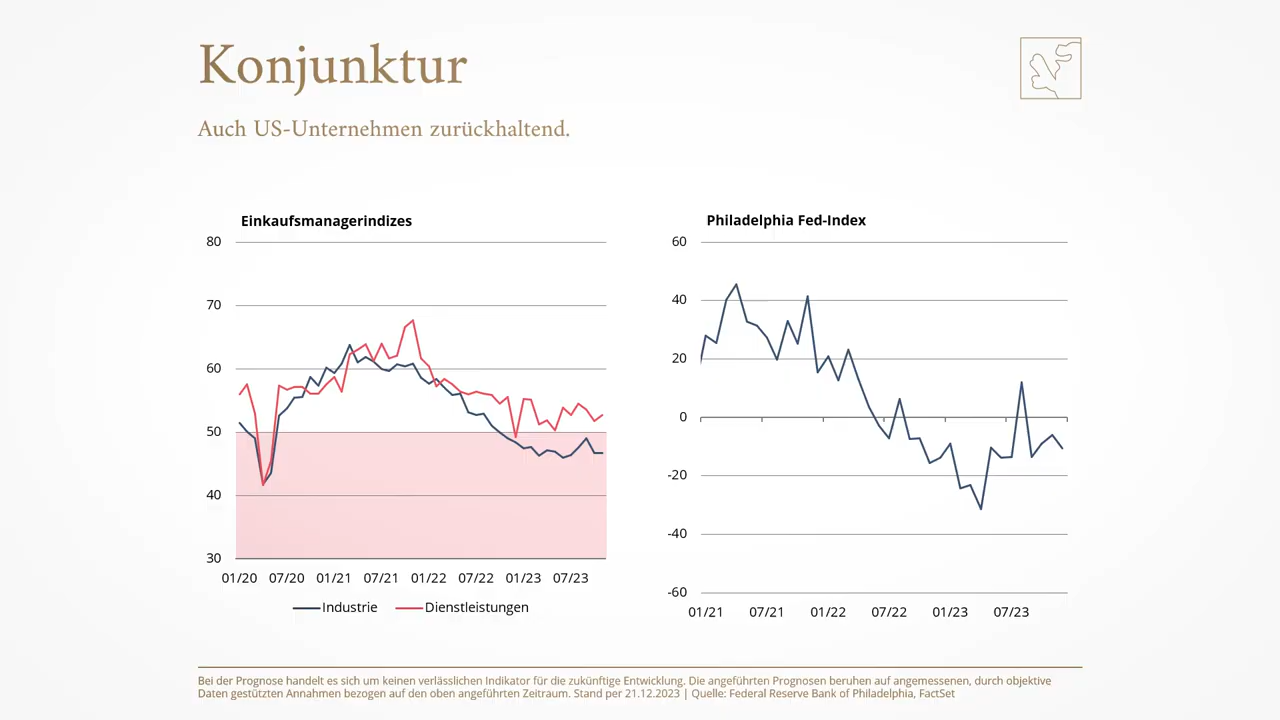 Konjunktur
Auch US-Unternehmen zurückhaltend.
Einkaufsmanagerindizes
80
70
60
50
40
30
01/20 07/20 01/21 07/21 01/22 07/22 01/23 07/23
Industrie Dienstleistungen
Philadelphia Fed-Index
60
40
20
0
-20
-40
-60
01/21 07/21 01/22 07/22 01/23 07/23
Bei der Prognose handelt es sich um keinen verlässlichen Indikator für die zukünftige Entwicklung. Die angeführten Prognosen beruhen auf angemessenen, durch objektive
Daten gestützten Annahmen bezogen auf den oben angeführten Zeitraum. Stand per 21.12.2023 | Quelle: Federal Reserve Bank of Philadelphia, FactSet